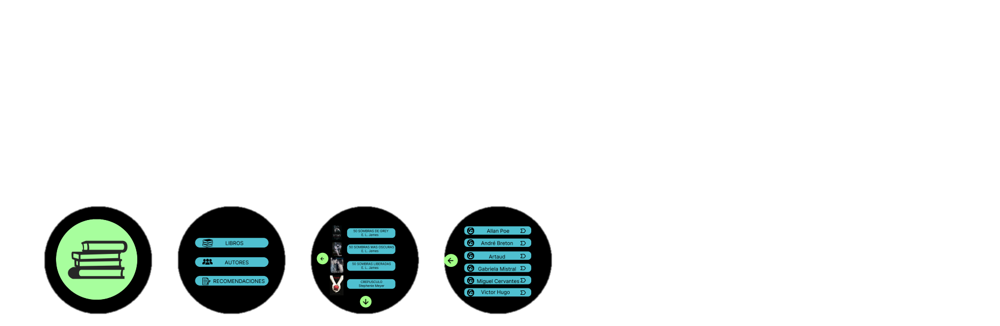 LIBROS
AUTORES
RECOMENDACIONES
50 SOMBRAS DE GREY
E. L. James
50 SOMBRAS MAS OSCURAS
E. L. James
50 SOMBRAS LIBERADAS
E. L. James
CREPUSCULO
Stephenie Meyer
Allan Poe
André Breton
Artaud
Gabriela Mistral
Miguel Cervantes
Victor Hugo